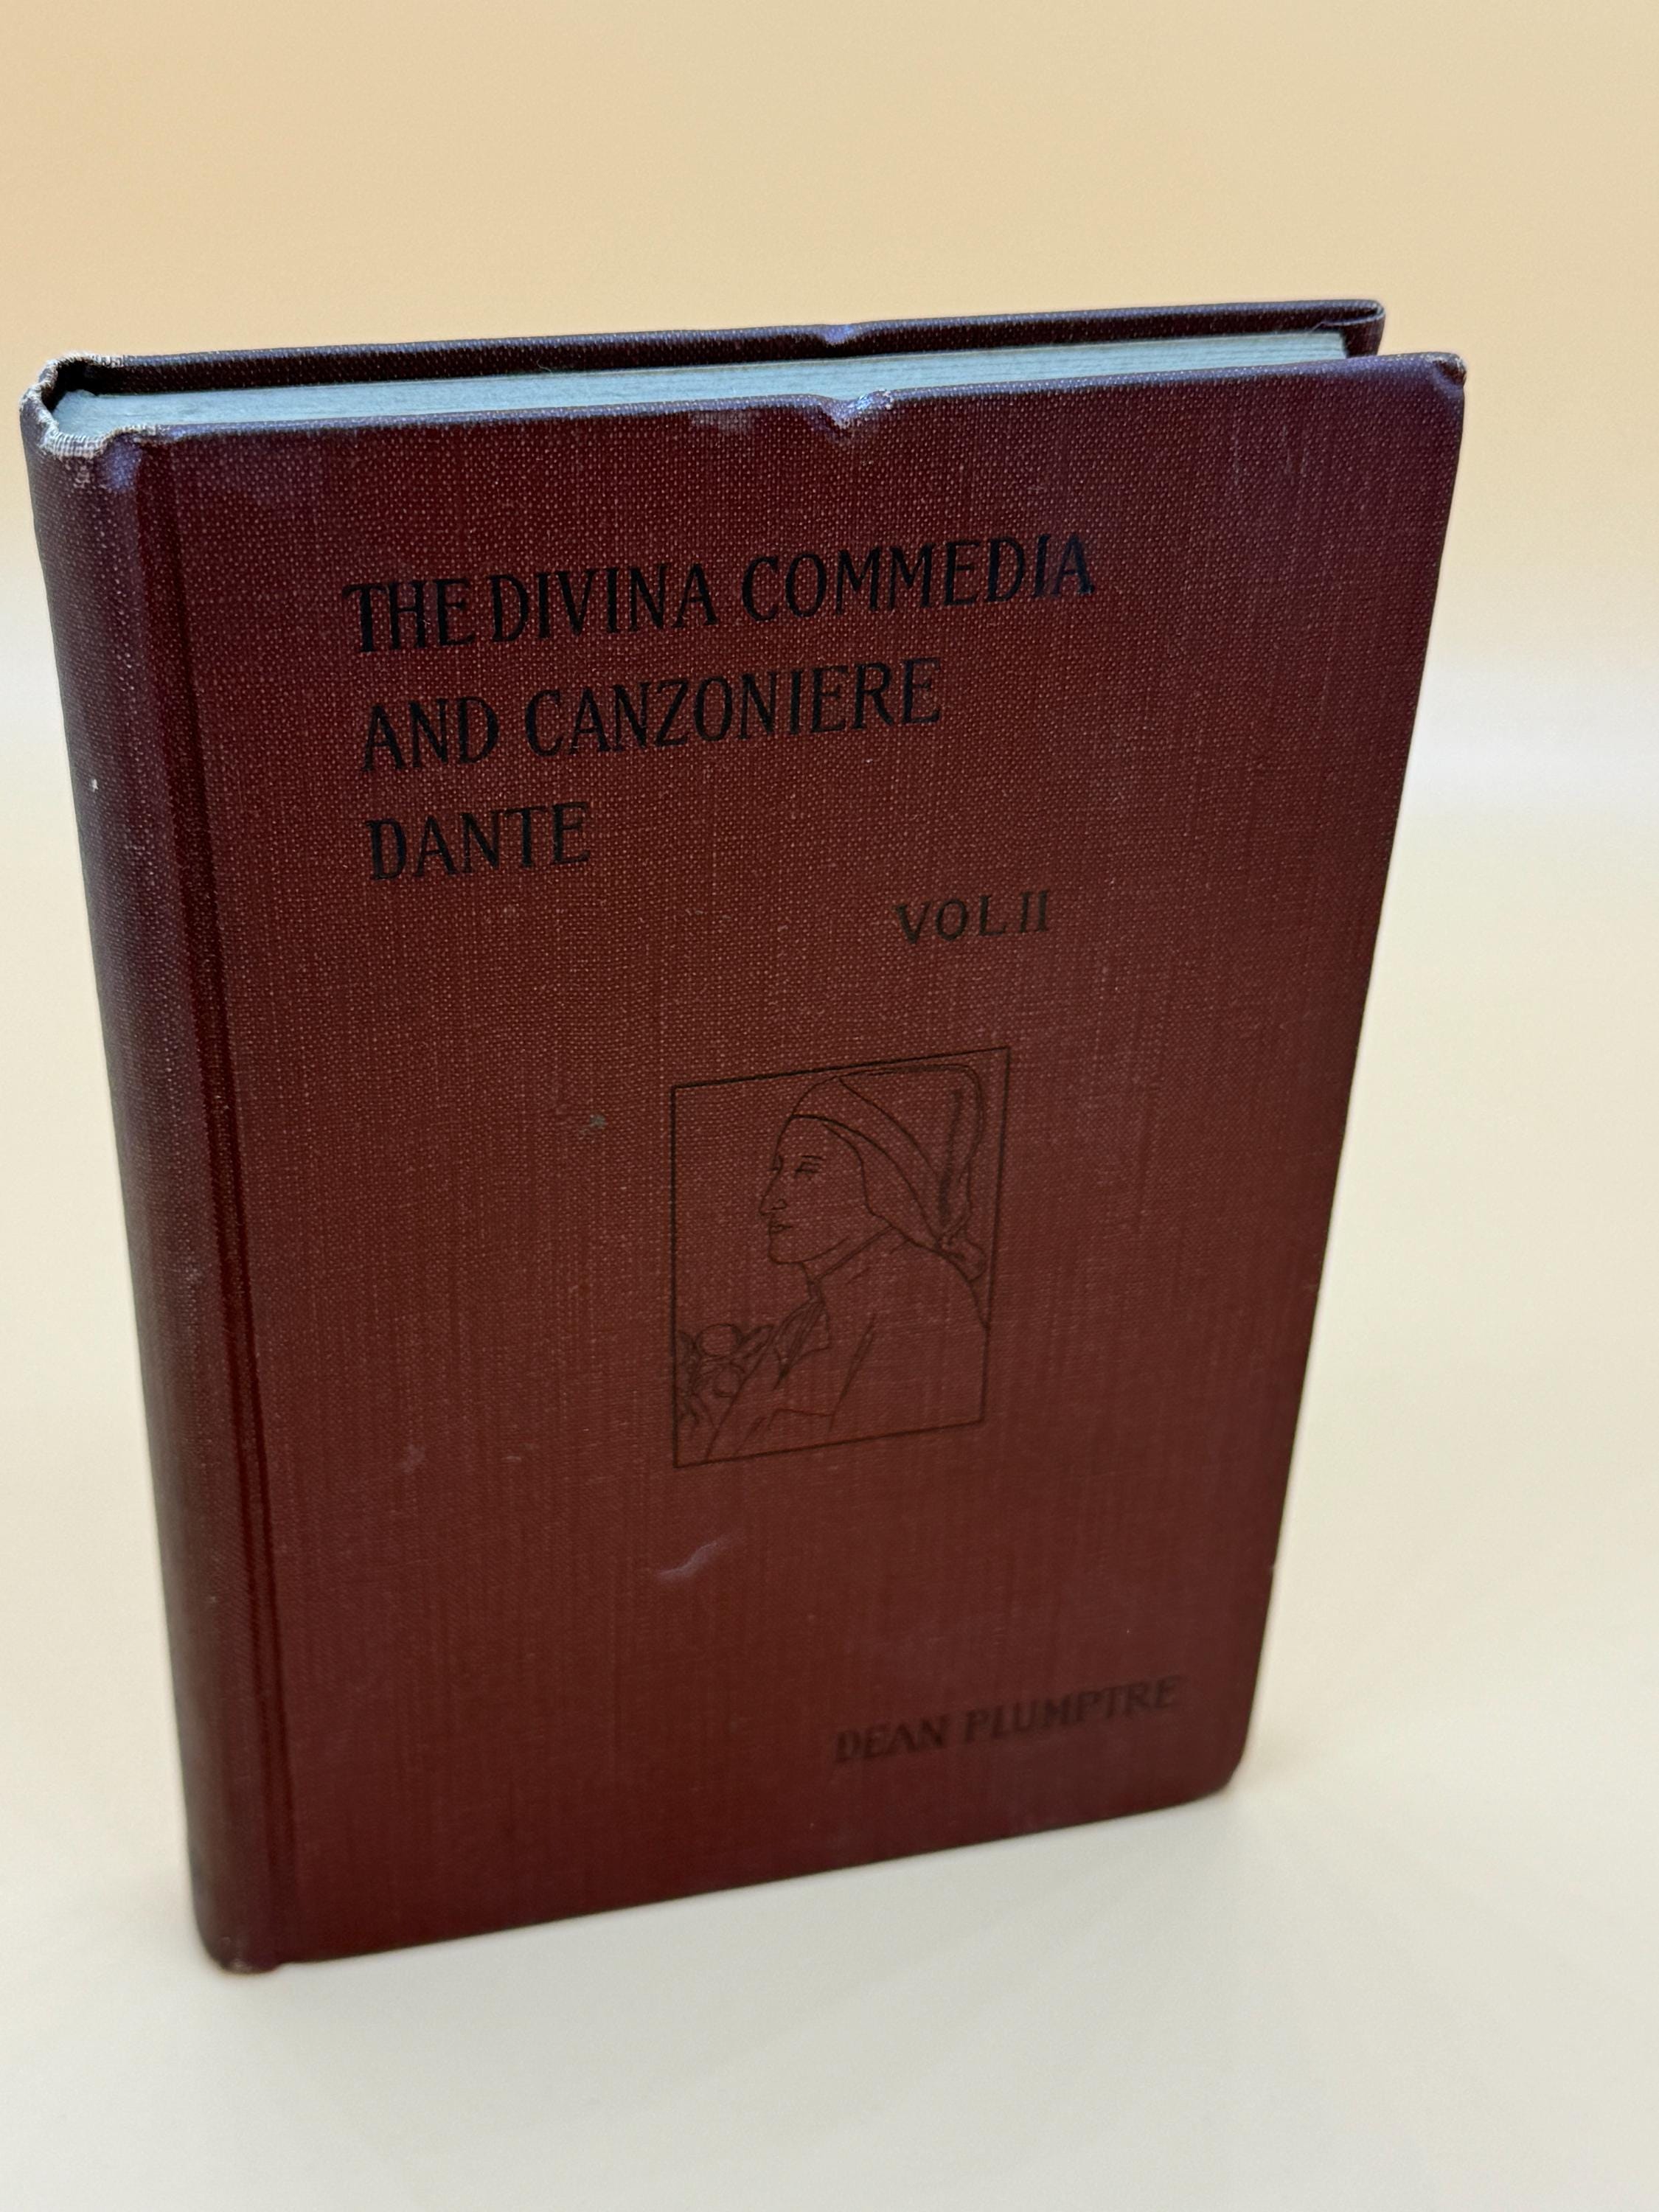 THE DIVINA COMMEDIA
AND CANZONIERE
DANTE
VOL II
DEAN PLUMPTRE